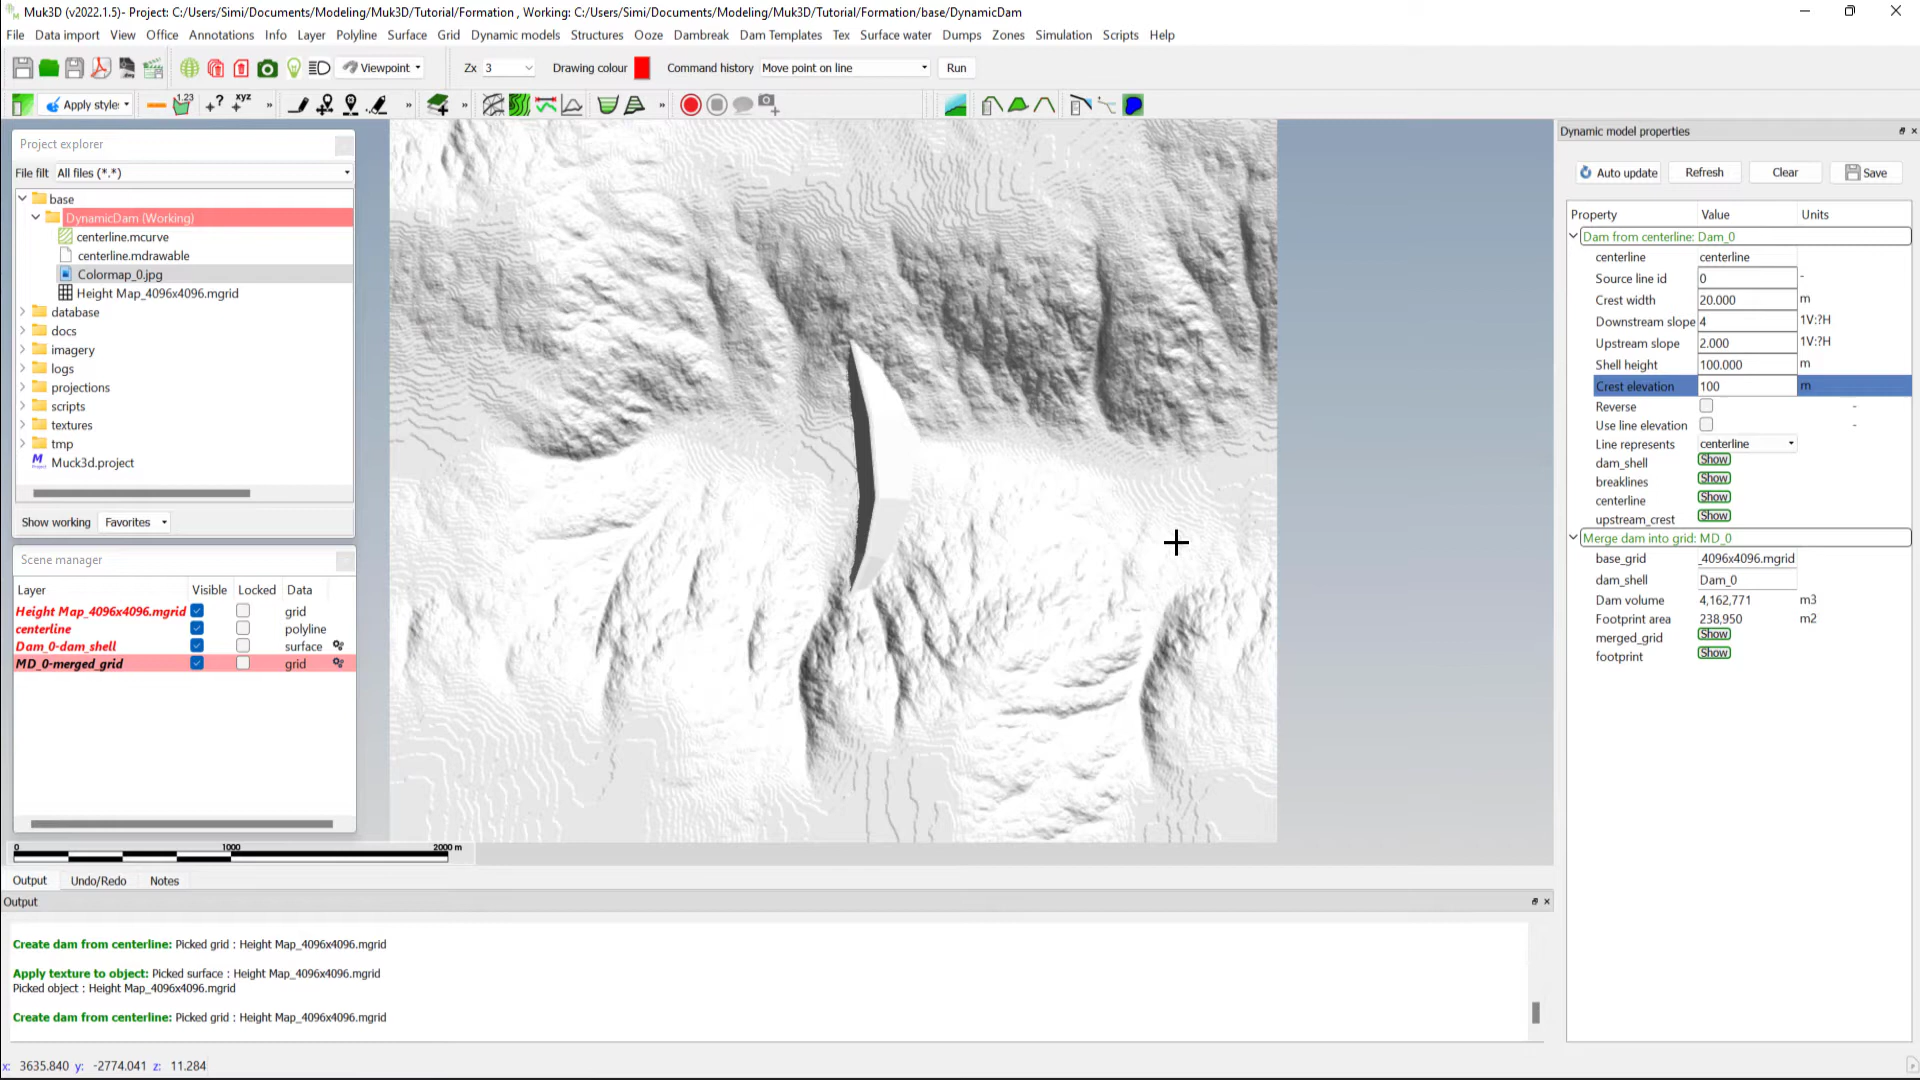 Muk3D (v2022.1.5)- Project: C:/Users/Simi/Documents/Modeling/Muk3D/Tutorial/Formation , Working: C:/Users/Simi/Documents/Modeling/Muk3D/Tutorial/Formation/base/DynamicDam
File Data import View Office Annotations Info Layer Polyline Surface Grid Dynamic models Structures Ooze Dambreak Dam Templates Tex Surface water Dumps Zones Simulation Scripts Help
Viewpoint Zx 3 Drawing colour Command history Move point on line Run
Apply style: 1.23 ? xyz
Project explorer
File filt All files (*.*)
base
DynamicDam (Working)
centerline.mcurve
centerline.mdrawable
Colormap_0.jpg
Height Map_4096x4096.mgrid
database
docs
imagery
logs
projections
scripts
textures
tmp
Muk3d.project
Show working Favorites
Scene manager
Layer Visible Locked Data
Height Map_4096x4096.mgrid grid
centerline polyline
Dam_0-dam_shell surface
MD_0-merged_grid grid
0 1000 2000 m
Output Undo/Redo Notes
Output
Create dam from centerline: Picked grid : Height Map_4096x4096.mgrid
Apply texture to object: Picked surface : Height Map_4096x4096.mgrid
Picked object : Height Map_4096x4096.mgrid
Create dam from centerline: Picked grid : Height Map_4096x4096.mgrid
x: 3635.840 y: -2774.041 z: 11.284
Dynamic model properties
Auto update Refresh Clear Save
Property Value Units
Dam from centerline: Dam_0
centerline centerline
Source line id 0 -
Crest width 20.000 m
Downstream slope 4 1V:?H
Upstream slope 2.000 1V:?H
Shell height 100.000 m
Crest elevation 100 m
Reverse -
Use line elevation -
Line represents centerline
dam_shell Show
breaklines Show
centerline Show
upstream_crest Show
Merge dam into grid: MD_0
base_grid _4096x4096.mgrid
dam_shell Dam_0
Dam volume 4,162,771 m3
Footprint area 238,950 m2
merged_grid Show
footprint Show